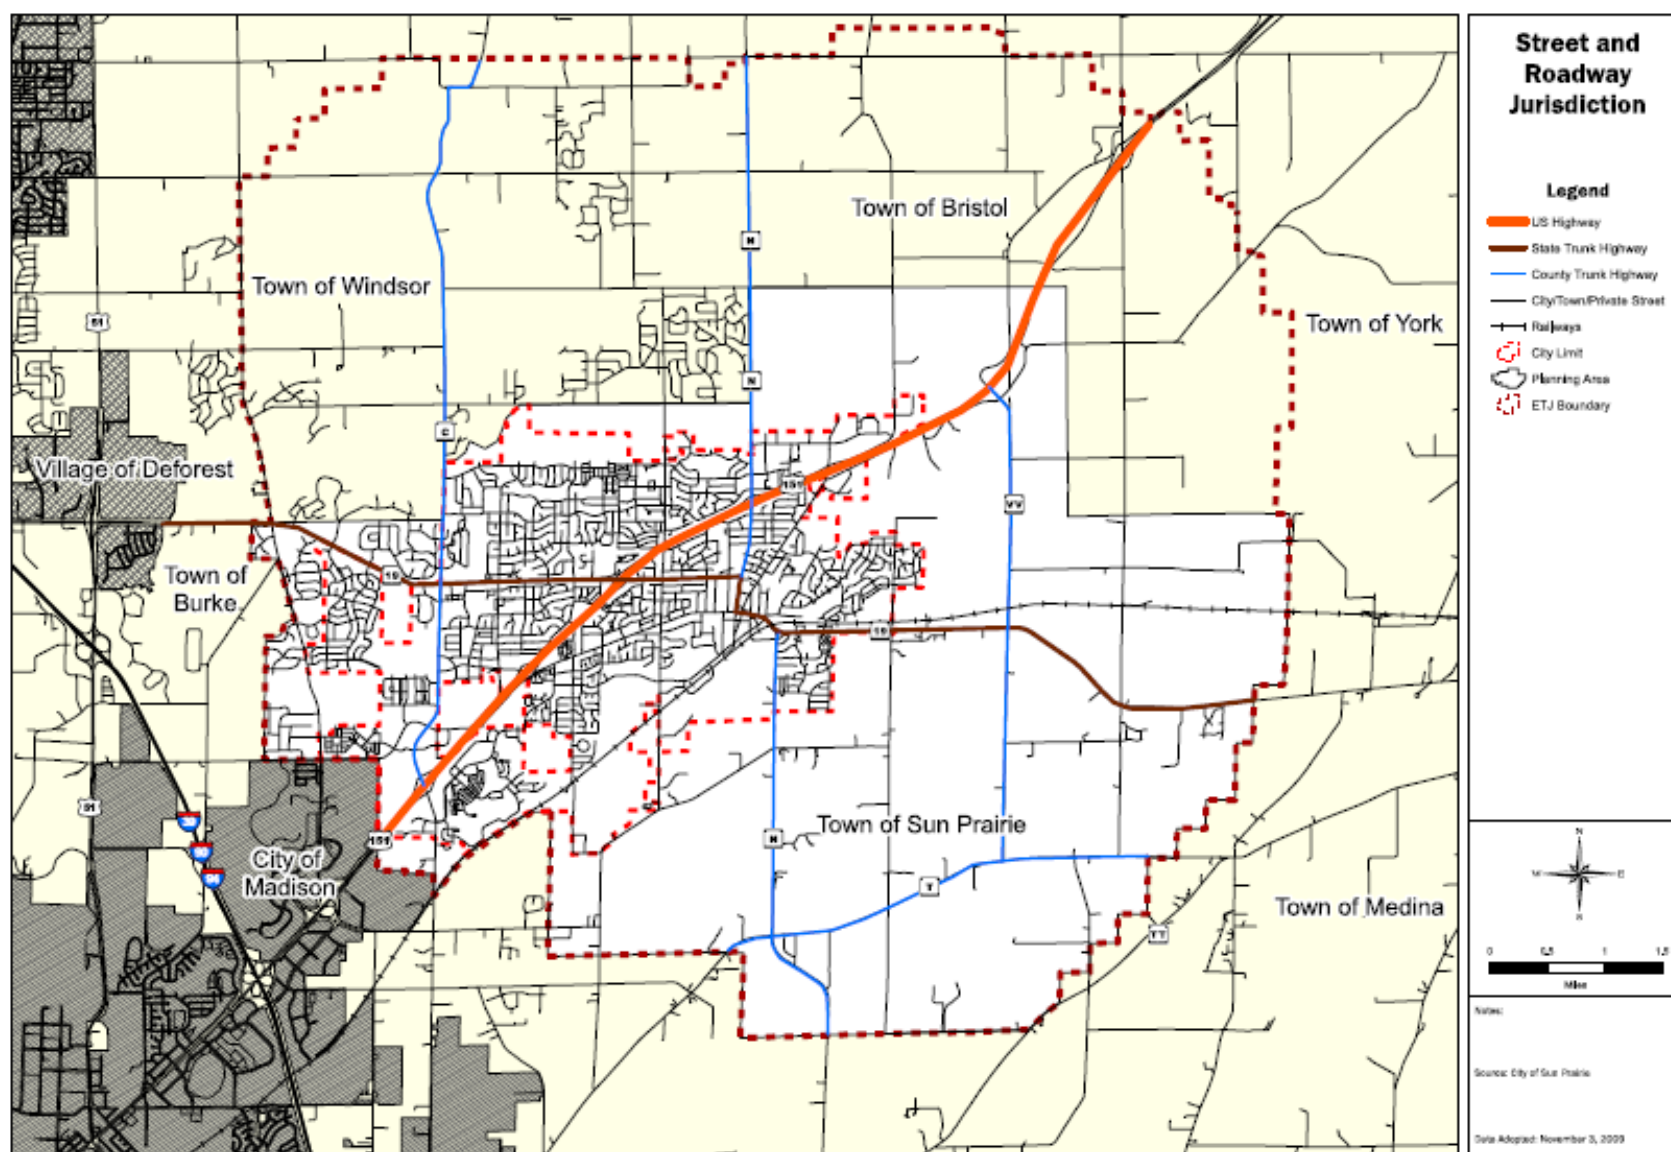 Street and
Roadway
Jurisdiction
Legend
US Highway
State Trunk Highway
County Trunk Highway
City/Town/Private Street
Railways
City Limit
Planning Area
ETJ Boundary
Town of Bristol
N
Town of Windsor
51
Town of York
N
C
Village of Deforest
151
VV
19
Town of
Burke
19
51
151
90
94
City of
Madison
N
Town of Sun Prairie
T
Town of Medina
TT
N
W
E
S
0
0.5
1
1.5
Miles
Notes:
Source: City of Sun Prairie
Date Adopted: November 3, 2009